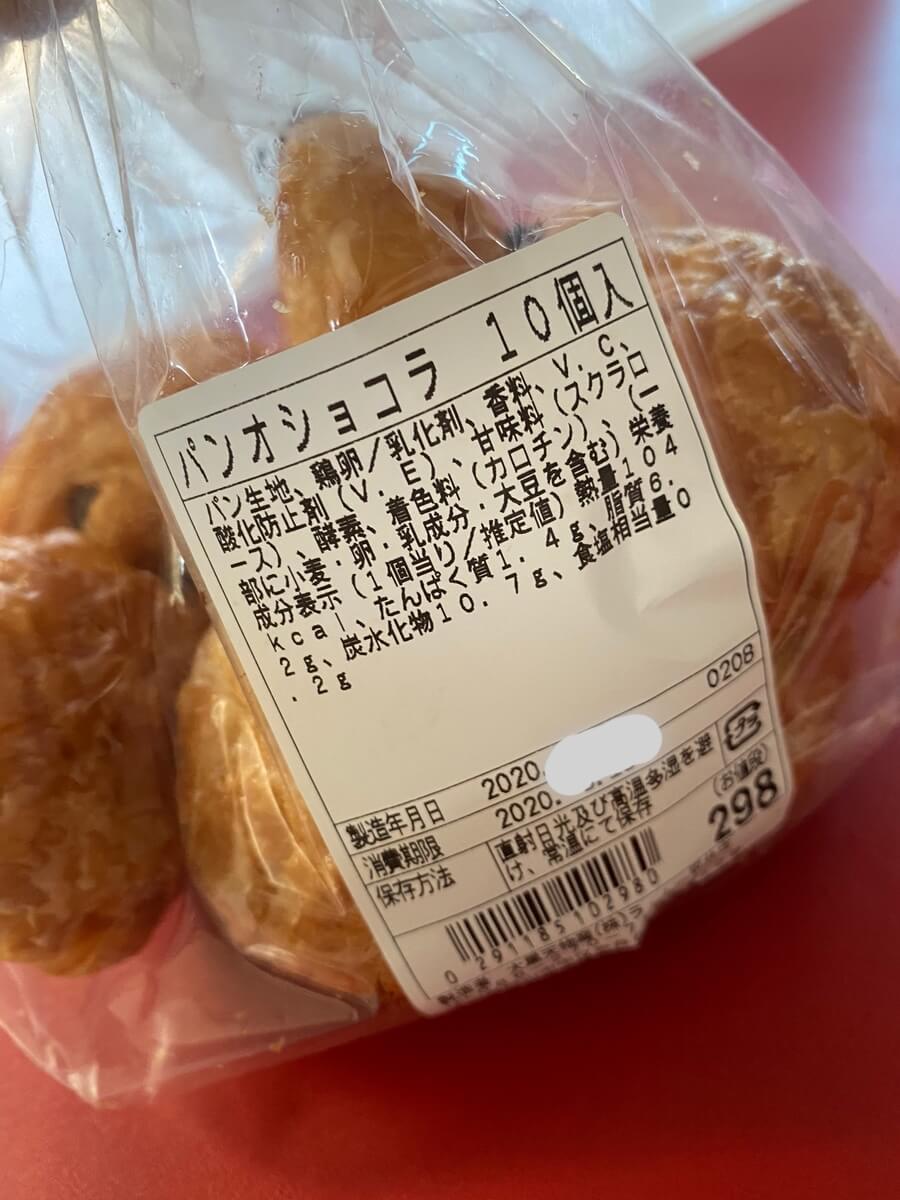 パンオショコラ 10個入
パン生地、鶏卵/乳化剤、香料、V.C、
酸化防止剤(V.E)、甘味料(スクラロ
ース)、酵素、着色料(カロチン)、(一
部に小麦・卵・乳成分・大豆を含む)栄養
成分表示(1個当り/推定値)熱量104
kcal、たんぱく質1.4g、脂質6.
2g、炭水化物10.7g、食塩相当量0
.2g
0208
製造年月日 2020.
消費期限 2020.
保存方法 直射日光及び高温多湿を避
け、常温にて保存
(お値段)
298
0 291185 102980